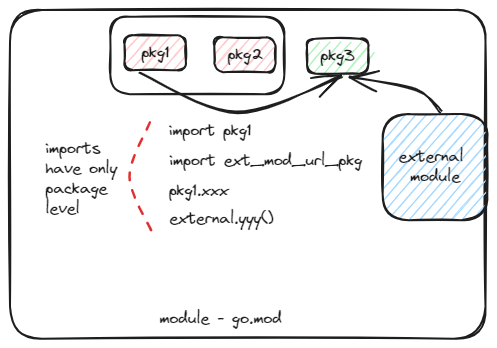 pkg1
pkg2
pkg3
import pkg1
import ext_mod_url_pkg
pkg1.xxx
external.yyy()
imports
have only
package
level
external
module
module - go.mod